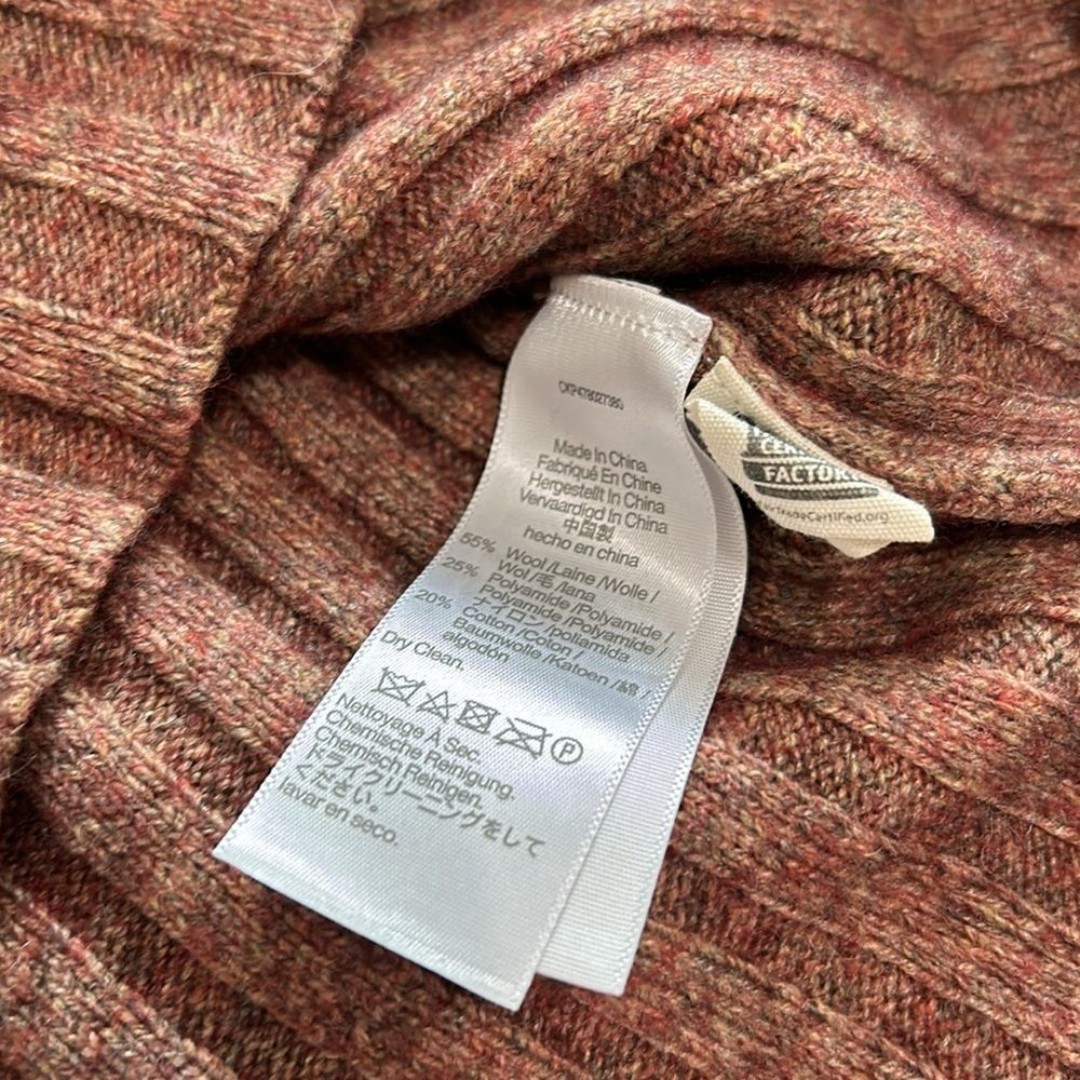 Made In China
Fabriqué En Chine
Hergestellt In China
Vervaardigd In China
中国製
hecho en china
55% Wool /Laine /Wolle /
Wol /毛 /lana
25% Polyamide /Polyamide /
Polyamide /Polyamide /
ナイロン /poliamida
20% Cotton /Coton /
Baumwolle /Katoen /綿 /
algodón
Dry Clean.
P
Nettoyage À Sec.
Chemische Reinigung.
Chemisch Reinigen.
ドライクリーニングをして
ください。
lavar en seco.
FACTORY
TradeCertified.org